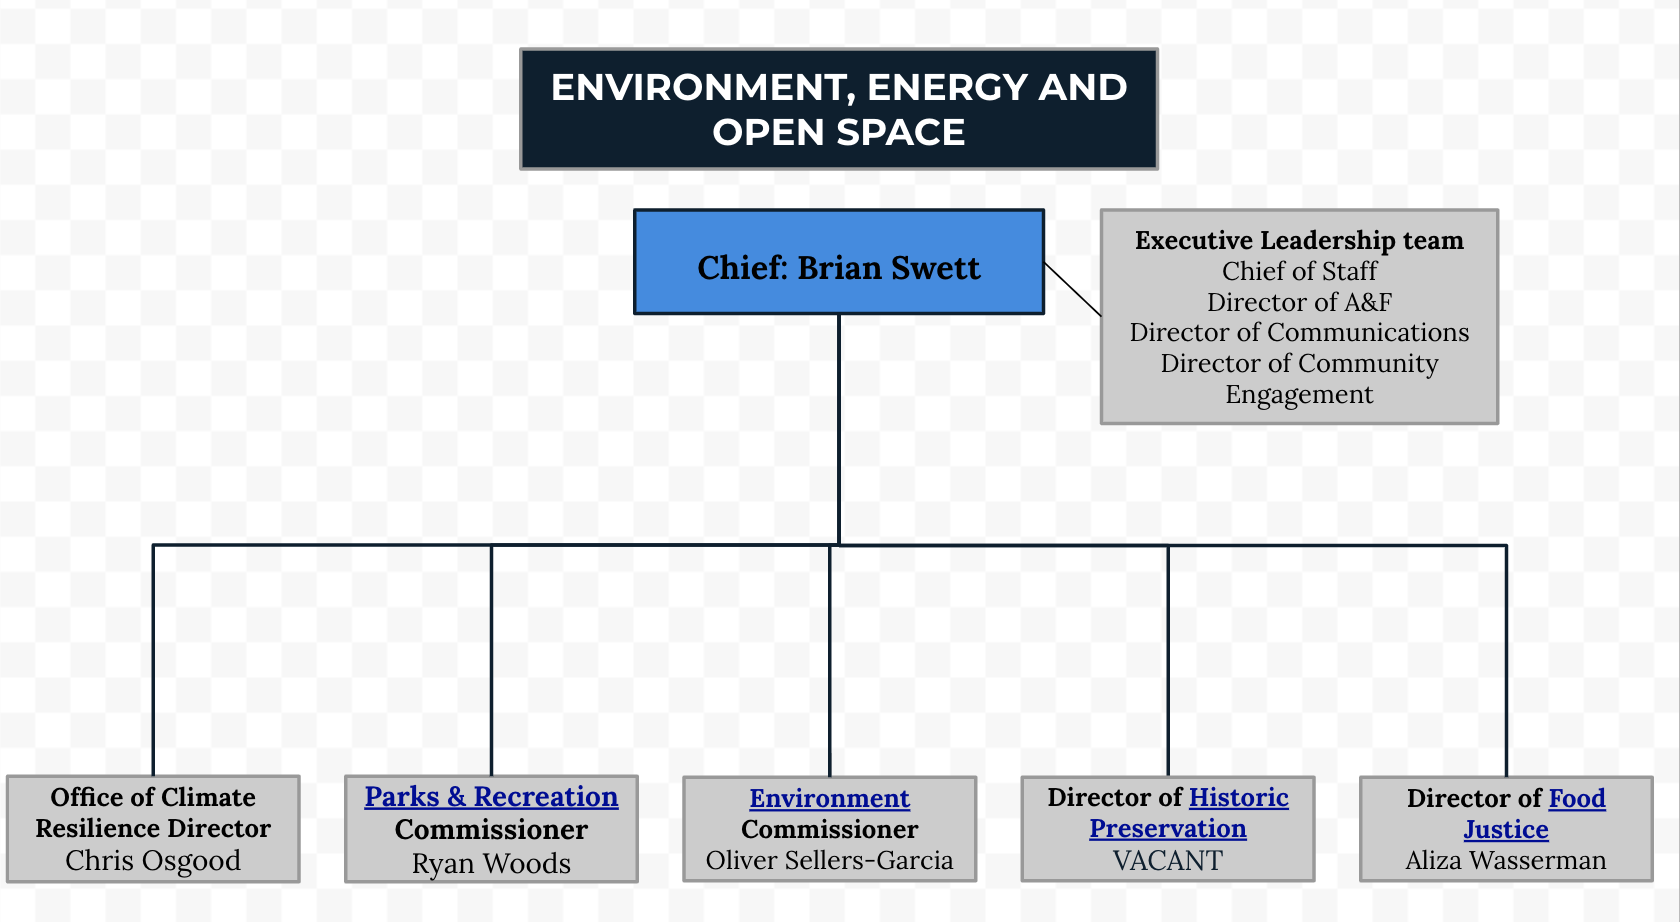 ENVIRONMENT, ENERGY AND
OPEN SPACE
Chief: Brian Swett
Executive Leadership team
Chief of Staff
Director of A&F
Director of Communications
Director of Community
Engagement
Office of Climate
Resilience Director
Chris Osgood
Parks & Recreation
Commissioner
Ryan Woods
Environment
Commissioner
Oliver Sellers-Garcia
Director of Historic
Preservation
VACANT
Director of Food
Justice
Aliza Wasserman